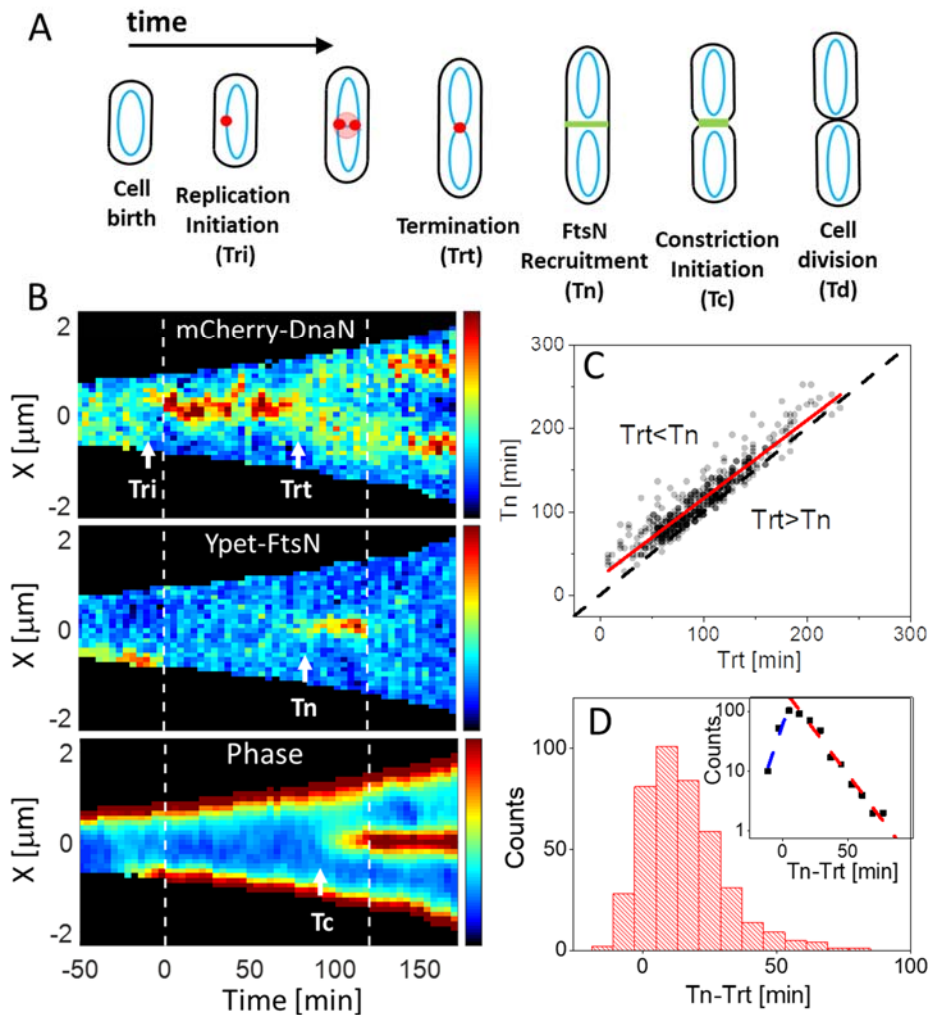 A
time
Cell
birth
Replication
Initiation
(Tri)
Termination
(Trt)
FtsN
Recruitment
(Tn)
Constriction
Initiation
(Tc)
Cell
division
(Td)
B
mCherry-DnaN
2
0
-2
X [µm]
Tri
Trt
Ypet-FtsN
2
0
-2
X [µm]
Tn
Phase
2
0
-2
X [µm]
Tc
-50 0 50 100 150
Time [min]
C
300
200
100
0
Tn [min]
Trt<Tn
Trt>Tn
0 100 200 300
Trt [min]
D
100
50
0
Counts
0 50 100
Tn-Trt [min]
100
10
1
Counts
0 50
Tn-Trt [min]